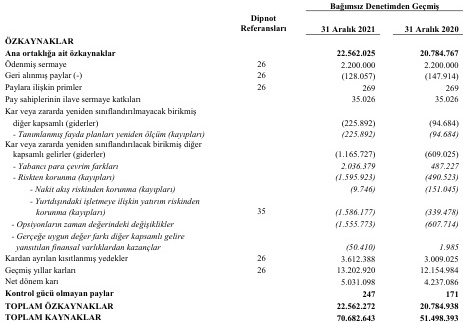 Bağımsız Denetimden Geçmiş
Dipnot
Referansları 31 Aralık 2021 31 Aralık 2020
ÖZKAYNAKLAR
Ana ortaklığa ait özkaynaklar 22.562.025 20.784.767
Ödenmiş sermaye 26 2.200.000 2.200.000
Geri alınmış paylar (-) 26 (128.057) (147.914)
Paylara ilişkin primler 26 269 269
Pay sahiplerinin ilave sermaye katkıları 35.026 35.026
Kar veya zararda yeniden sınıflandırılmayacak birikmiş
diğer kapsamlı (giderler) (225.892) (94.684)
- Tanımlanmış fayda planları yeniden ölçüm (kayıpları) (225.892) (94.684)
Kar veya zararda yeniden sınıflandırılacak birikmiş diğer
kapsamlı gelirler (giderler) (1.165.727) (609.025)
- Yabancı para çevrim farkları 2.036.379 487.227
- Riskten korunma (kayıpları) (1.595.923) (490.523)
- Nakit akış riskinden korunma (kayıpları) (9.746) (151.045)
- Yurtdışındaki işletmeye ilişkin yatırım riskinden
korunma (kayıpları) 35 (1.586.177) (339.478)
- Opsiyonların zaman değerindeki değişiklikler (1.555.773) (607.714)
- Gerçeğe uygun değer farkı diğer kapsamlı gelire
yansıtılan finansal varlıklardan kazançlar (50.410) 1.985
Kardan ayrılan kısıtlanmış yedekler 26 3.612.388 3.009.025
Geçmiş yıllar karları 26 13.202.920 12.154.984
Net dönem karı 5.031.098 4.237.086
Kontrol gücü olmayan paylar 247 171
TOPLAM ÖZKAYNAKLAR 22.562.272 20.784.938
TOPLAM KAYNAKLAR 70.682.643 51.498.393